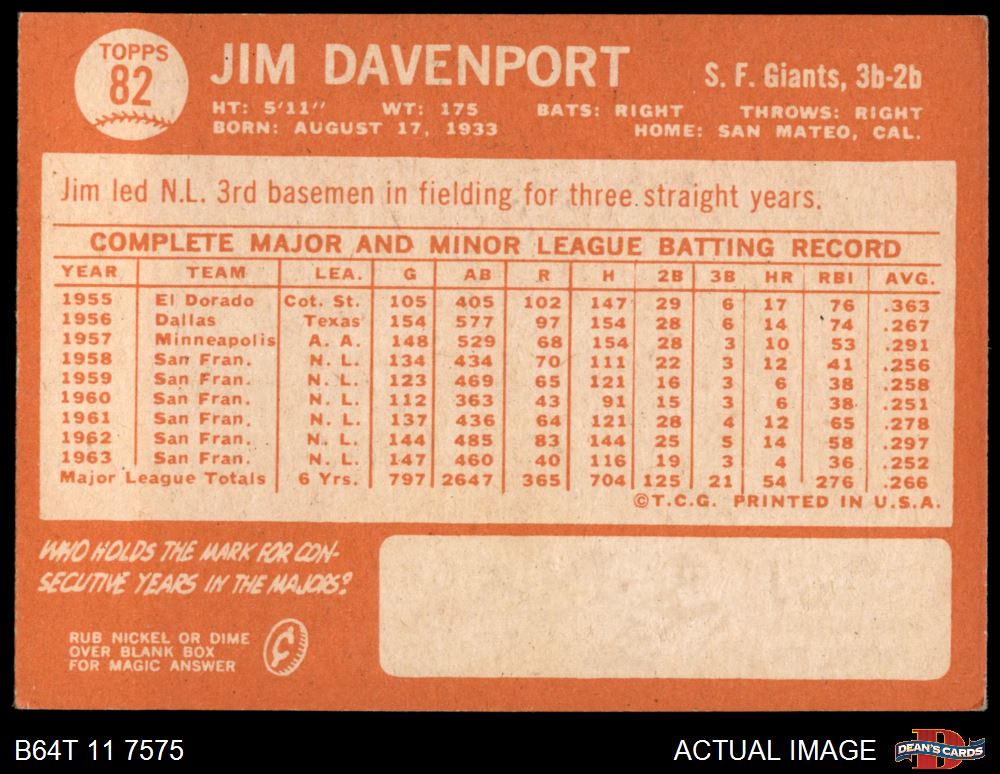 TOPPS
82
JIM DAVENPORT
S. F. Giants, 3b-2b
HT: 5'11" WT: 175 BATS: RIGHT THROWS: RIGHT
BORN: AUGUST 17, 1933 HOME: SAN MATEO, CAL.
Jim led N.L. 3rd basemen in fielding for three straight years.
COMPLETE MAJOR AND MINOR LEAGUE BATTING RECORD
YEAR TEAM LEA. G AB R H 2B 3B HR RBI AVG.
1955 El Dorado Cot. St. 105 405 102 147 29 6 17 76 .363
1956 Dallas Texas 154 577 97 154 28 6 14 74 .267
1957 Minneapolis A. A. 148 529 68 154 28 3 10 53 .291
1958 San Fran. N. L. 134 434 70 111 22 3 12 41 .256
1959 San Fran. N. L. 123 469 65 121 16 3 6 38 .258
1960 San Fran. N. L. 112 363 43 91 15 3 6 38 .251
1961 San Fran. N. L. 137 436 64 121 28 4 12 65 .278
1962 San Fran. N. L. 144 485 83 144 25 5 14 58 .297
1963 San Fran. N. L. 147 460 40 116 19 3 4 36 .252
Major League Totals 6 Yrs. 797 2647 365 704 125 21 54 276 .266
©T.C.G. PRINTED IN U.S.A.
WHO HOLDS THE MARK FOR CON-
SECUTIVE YEARS IN THE MAJORS?
RUB NICKEL OR DIME
OVER BLANK BOX
FOR MAGIC ANSWER
¢
B64T 11 7575
ACTUAL IMAGE
D
DEAN'S CARDS